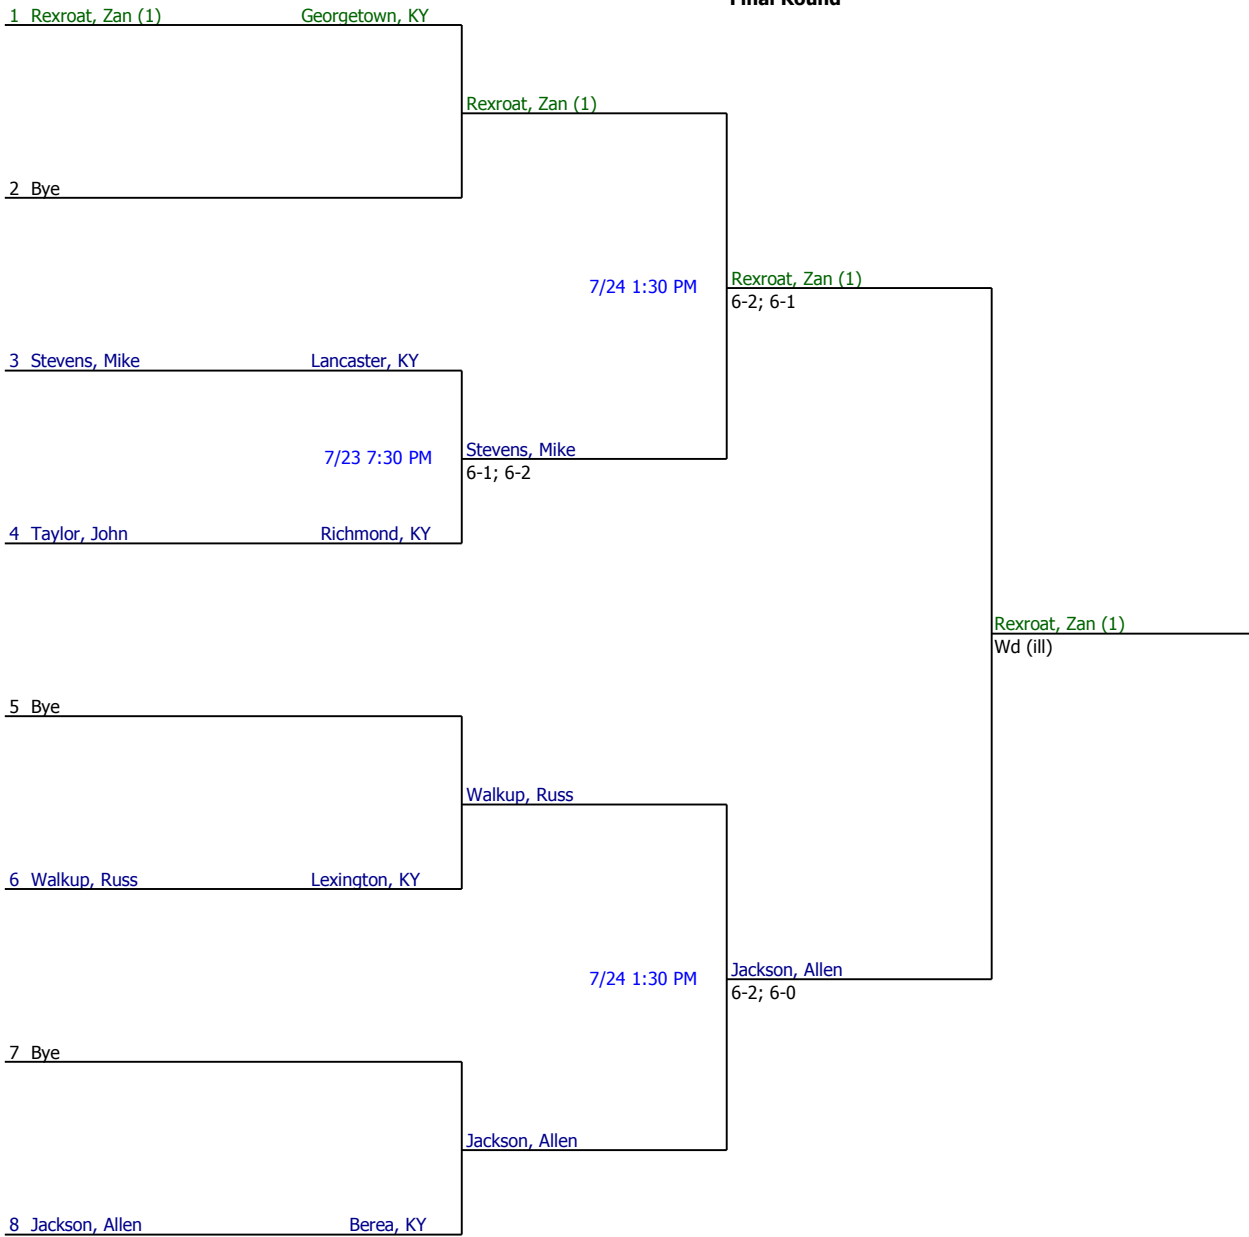 Final Round
1 Rexroat, Zan (1) Georgetown, KY
Rexroat, Zan (1)
2 Bye
7/24 1:30 PM
Rexroat, Zan (1)
6-2; 6-1
3 Stevens, Mike Lancaster, KY
7/23 7:30 PM
Stevens, Mike
6-1; 6-2
4 Taylor, John Richmond, KY
Rexroat, Zan (1)
Wd (ill)
5 Bye
Walkup, Russ
6 Walkup, Russ Lexington, KY
7/24 1:30 PM
Jackson, Allen
6-2; 6-0
7 Bye
Jackson, Allen
8 Jackson, Allen Berea, KY